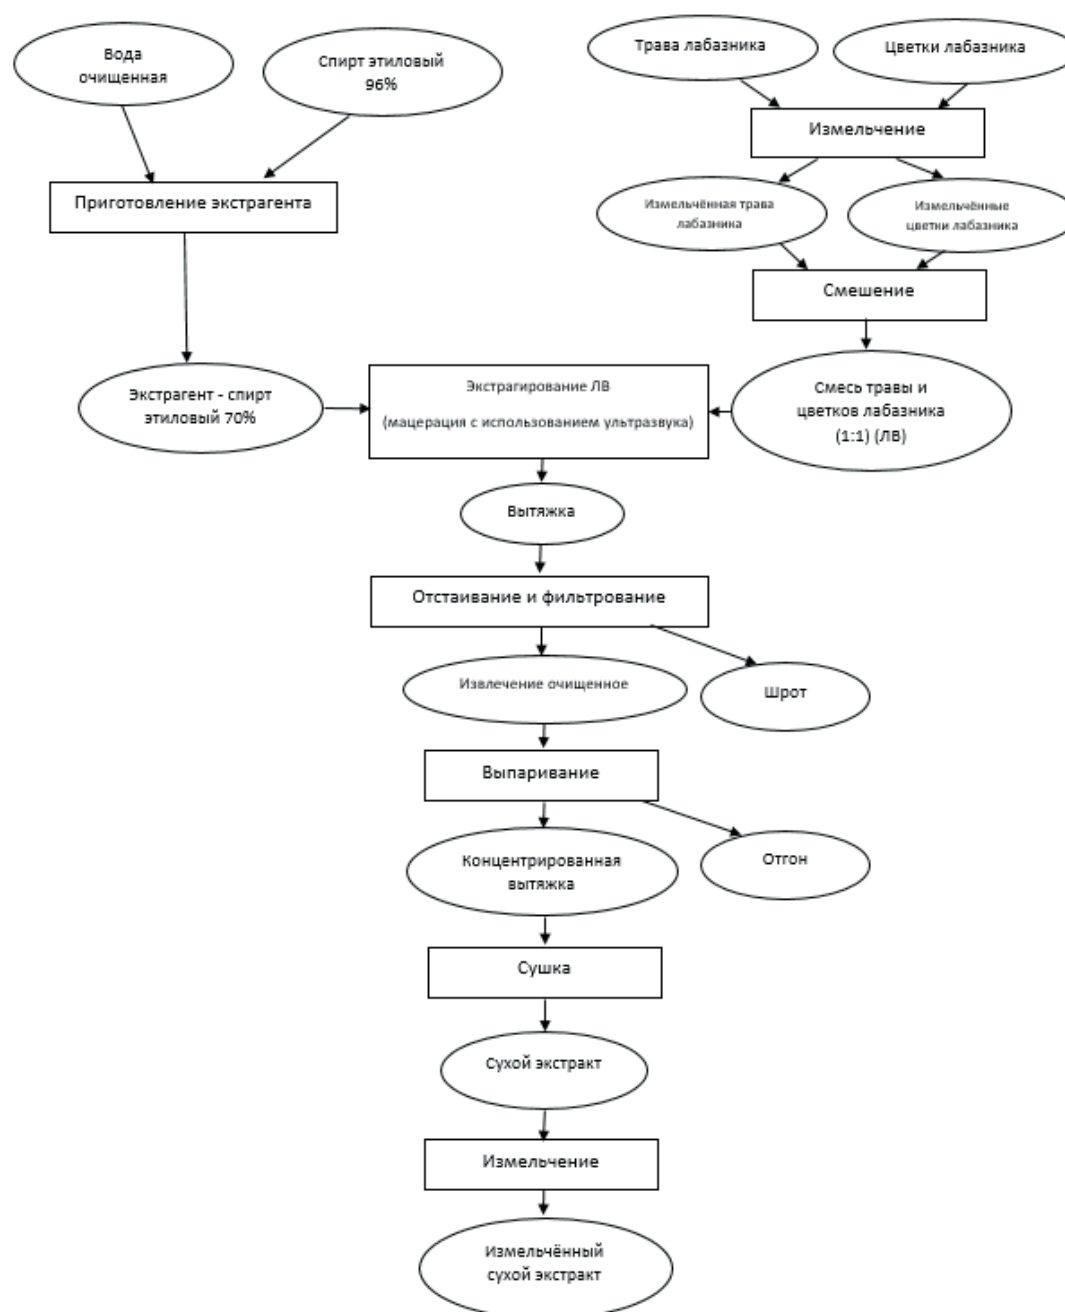 Вода
очищенная
Спирт этиловый
96%
Трава лабазника
Цветки лабазника
Измельчение
Приготовление экстрагента
Измельчённая трава
лабазника
Измельчённые
цветки лабазника
Смешение
Экстрагент - спирт
этиловый 70%
Экстрагирование ЛВ
(мацерация с использованием ультразвука)
Смесь травы и
цветков лабазника
(1:1) (ЛВ)
Вытяжка
Отстаивание и фильтрование
Извлечение очищенное
Шрот
Выпаривание
Концентрированная
вытяжка
Отгон
Сушка
Сухой экстракт
Измельчение
Измельчённый
сухой экстракт